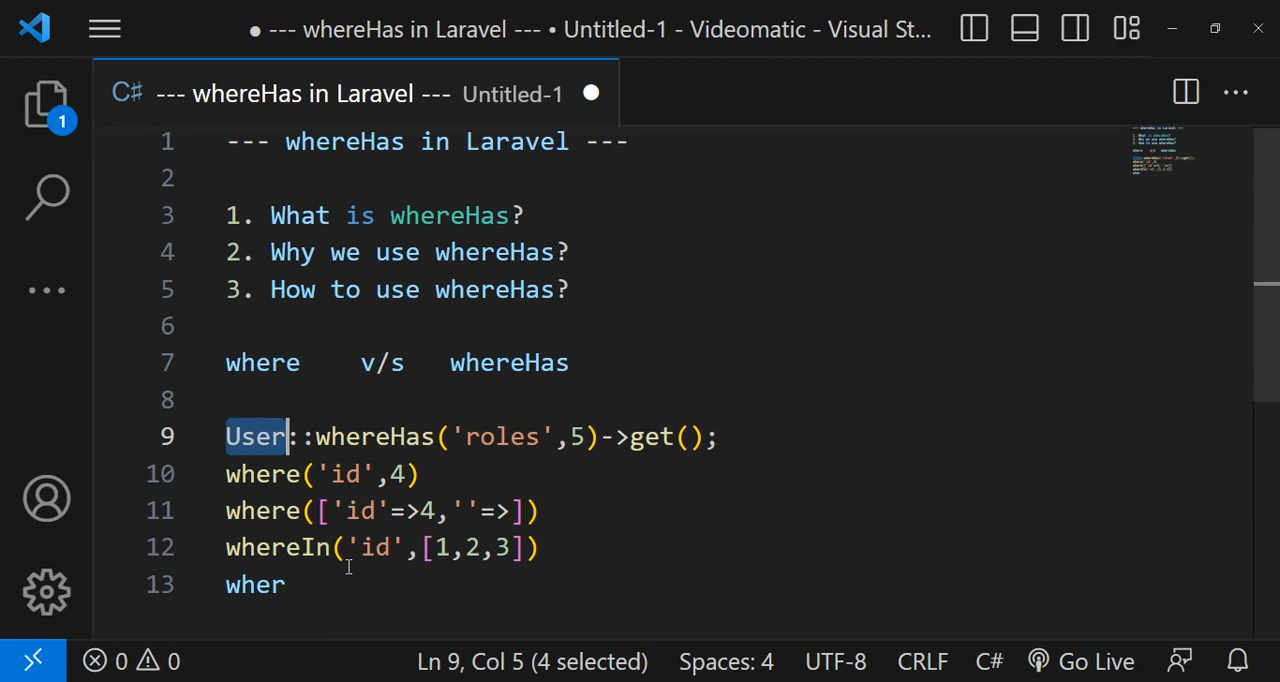 ● --- whereHas in Laravel --- • Untitled-1 - Videomatic - Visual St...
C# --- whereHas in Laravel --- Untitled-1 ●
1
1 --- whereHas in Laravel ---
2
3 1. What is whereHas?
4 2. Why we use whereHas?
5 3. How to use whereHas?
6
7 where v/s whereHas
8
9 User::whereHas('roles',5)->get();
10 where('id',4)
11 where(['id'=>4,''=>])
12 whereIn('id',[1,2,3])
13 wher
0 0 Ln 9, Col 5 (4 selected) Spaces: 4 UTF-8 CRLF C# Go Live